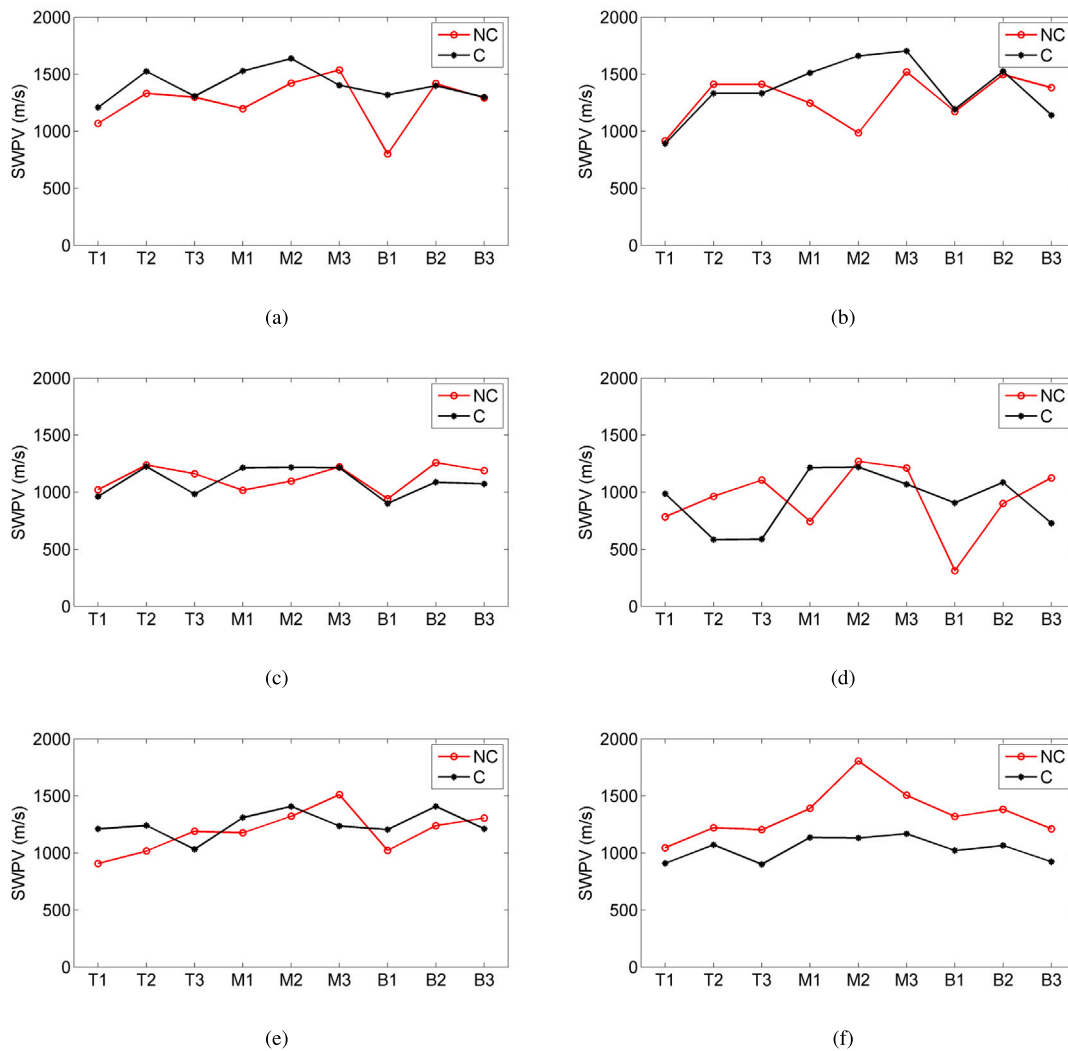 2000
1500
1000
500
0
SWPV (m/s)
NC
C
T1 T2 T3 M1 M2 M3 B1 B2 B3
(a)
2000
1500
1000
500
0
SWPV (m/s)
NC
C
T1 T2 T3 M1 M2 M3 B1 B2 B3
(b)
2000
1500
1000
500
0
SWPV (m/s)
NC
C
T1 T2 T3 M1 M2 M3 B1 B2 B3
(c)
2000
1500
1000
500
0
SWPV (m/s)
NC
C
T1 T2 T3 M1 M2 M3 B1 B2 B3
(d)
2000
1500
1000
500
0
SWPV (m/s)
NC
C
T1 T2 T3 M1 M2 M3 B1 B2 B3
(e)
2000
1500
1000
500
0
SWPV (m/s)
NC
C
T1 T2 T3 M1 M2 M3 B1 B2 B3
(f)